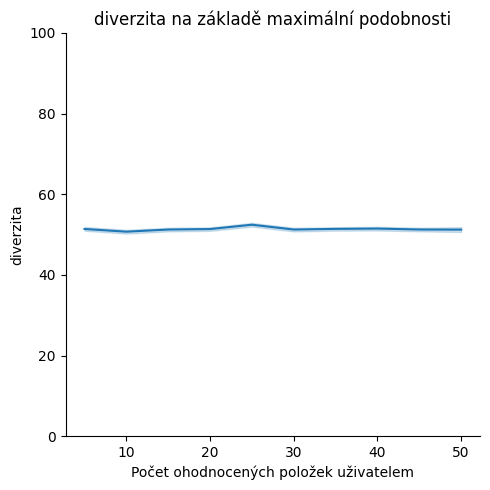 diverzita na základě maximální podobnosti
100
80
60
40
20
0
diverzita
10 20 30 40 50
Počet ohodnocených položek uživatelem